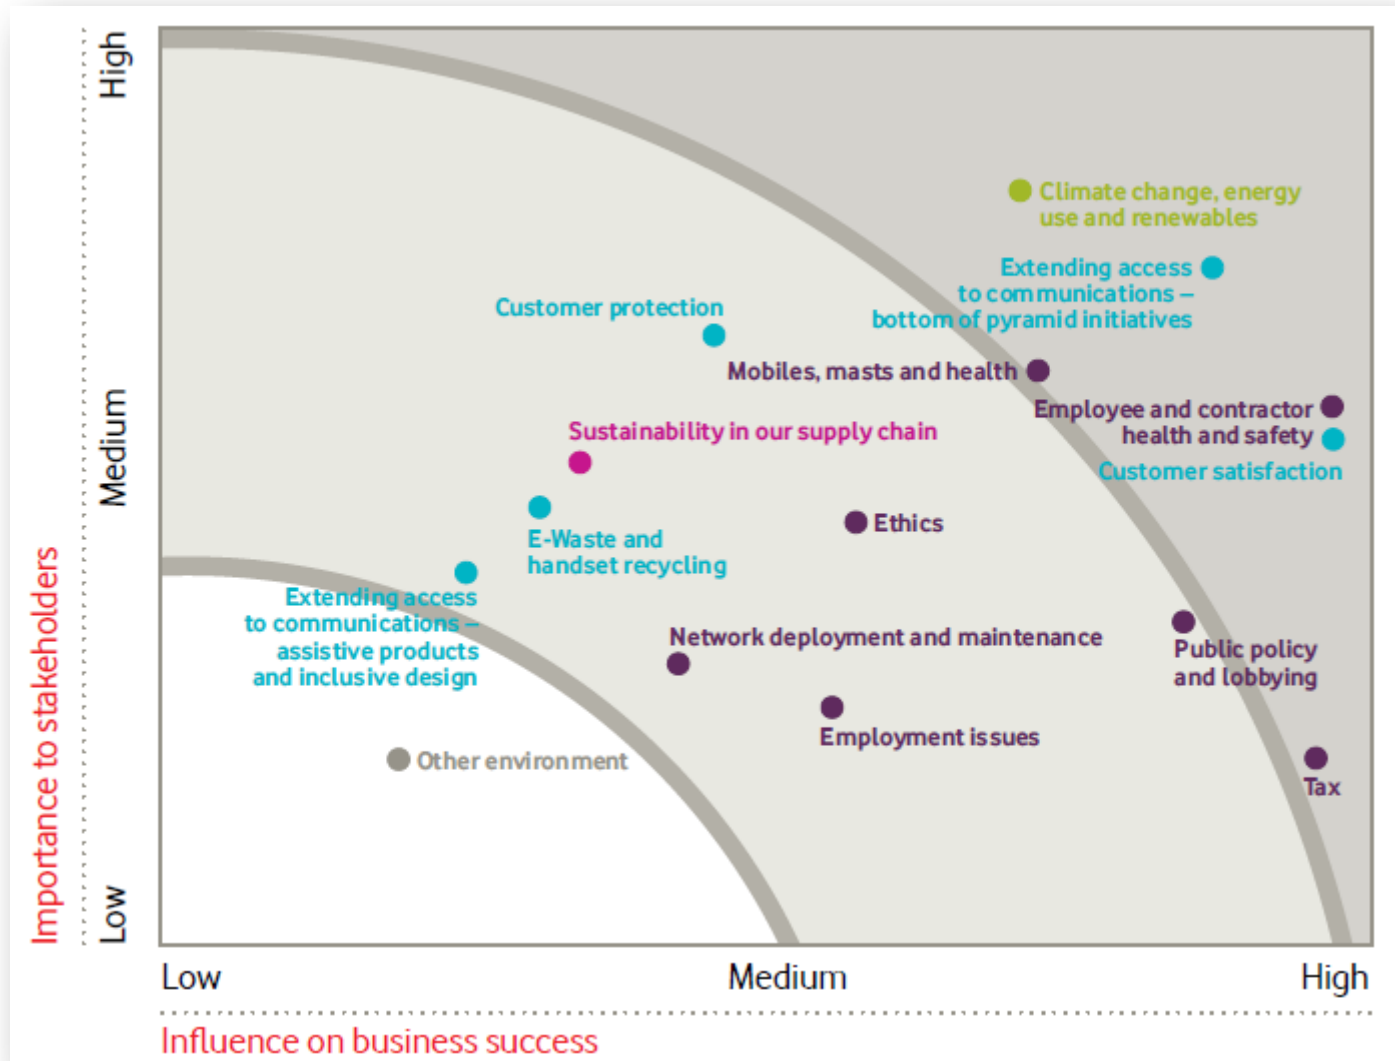 High
Medium
Low
Importance to stakeholders
Climate change, energy
use and renewables
Extending access
to communications –
bottom of pyramid initiatives
Customer protection
Mobiles, masts and health
Employee and contractor
health and safety
Customer satisfaction
Sustainability in our supply chain
Ethics
E-Waste and
handset recycling
Extending access
to communications –
assistive products
and inclusive design
Network deployment and maintenance
Public policy
and lobbying
Employment issues
Other environment
Tax
Low
Medium
High
Influence on business success